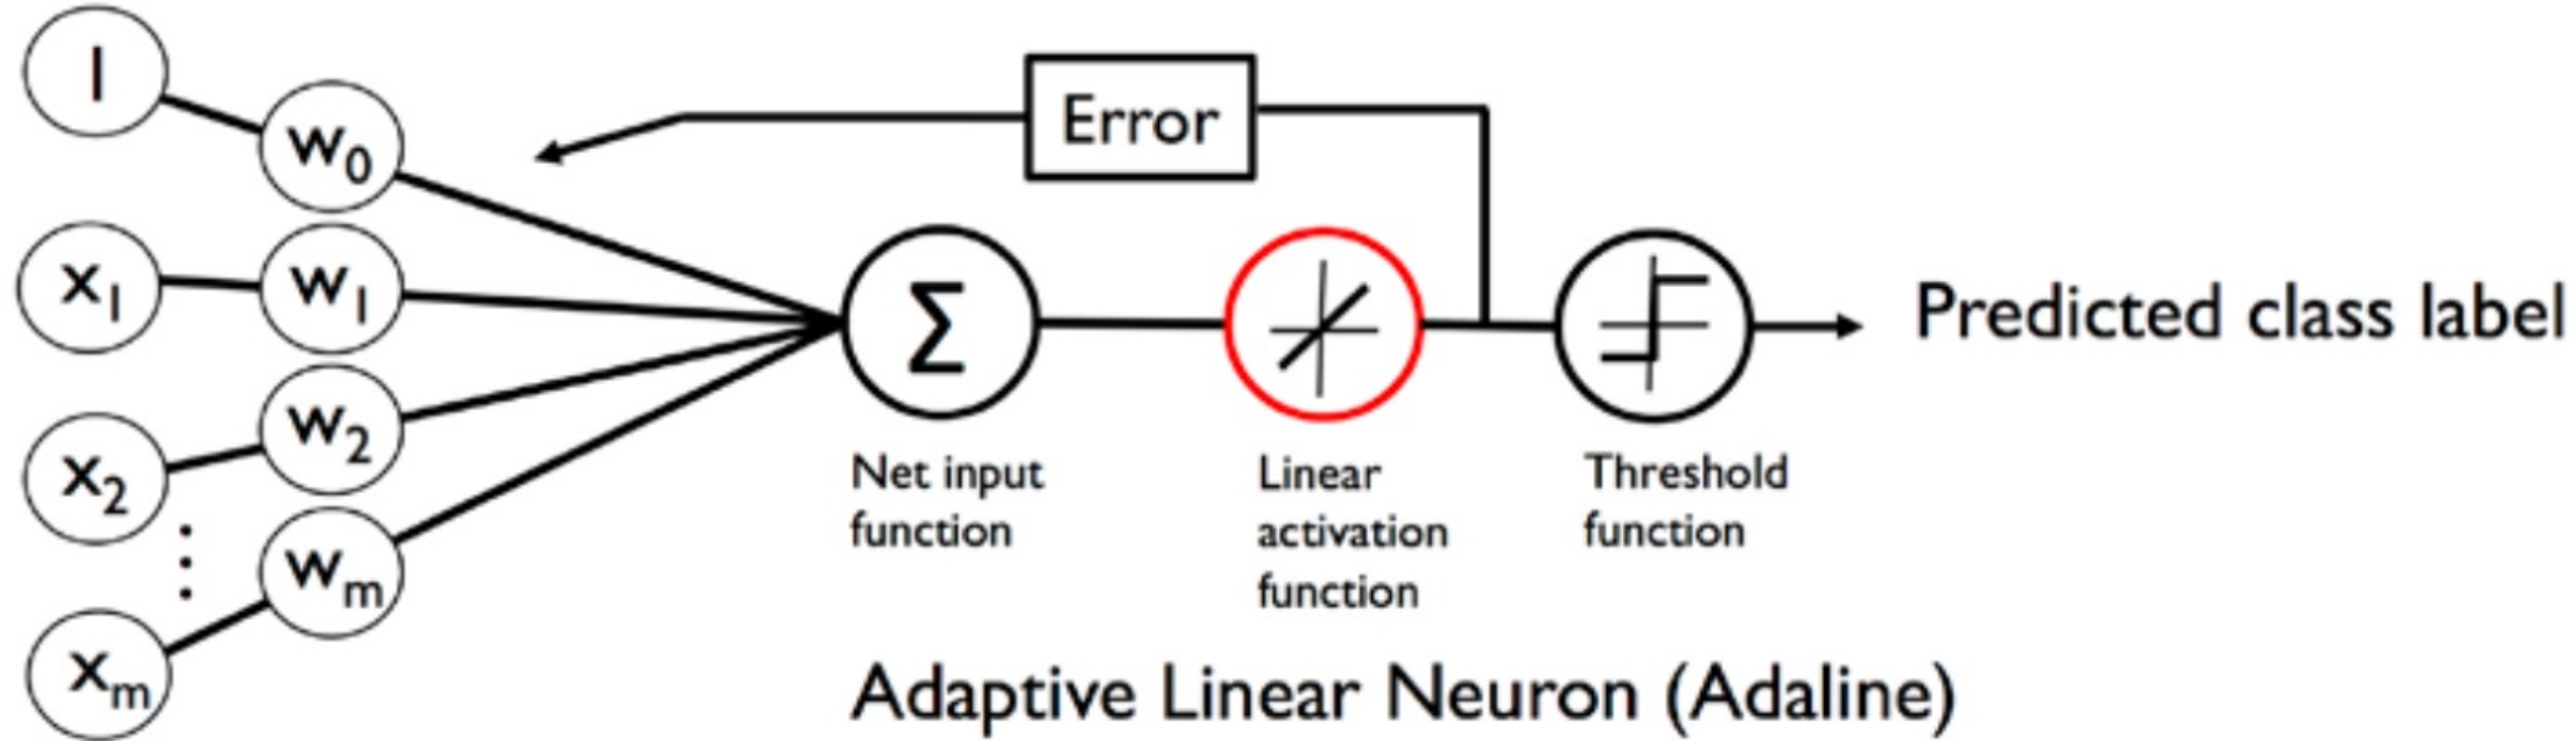 1
w0
x1
w1
x2
w2
⋮
wm
xm
Error
Σ
Net input
function
Linear
activation
function
Threshold
function
Predicted class label
Adaptive Linear Neuron (Adaline)